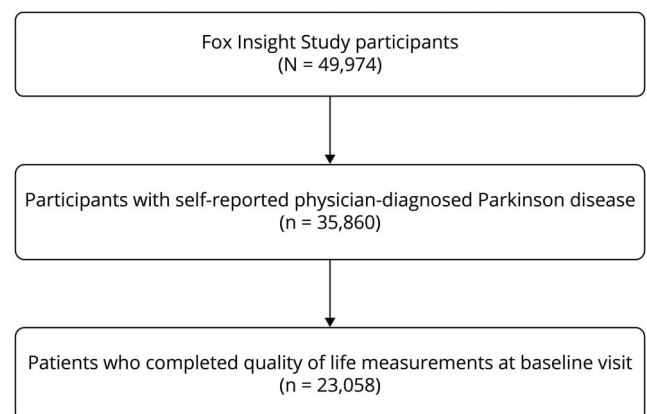 Fox Insight Study participants
(N = 49,974)
Participants with self-reported physician-diagnosed Parkinson disease
(n = 35,860)
Patients who completed quality of life measurements at baseline visit
(n = 23,058)